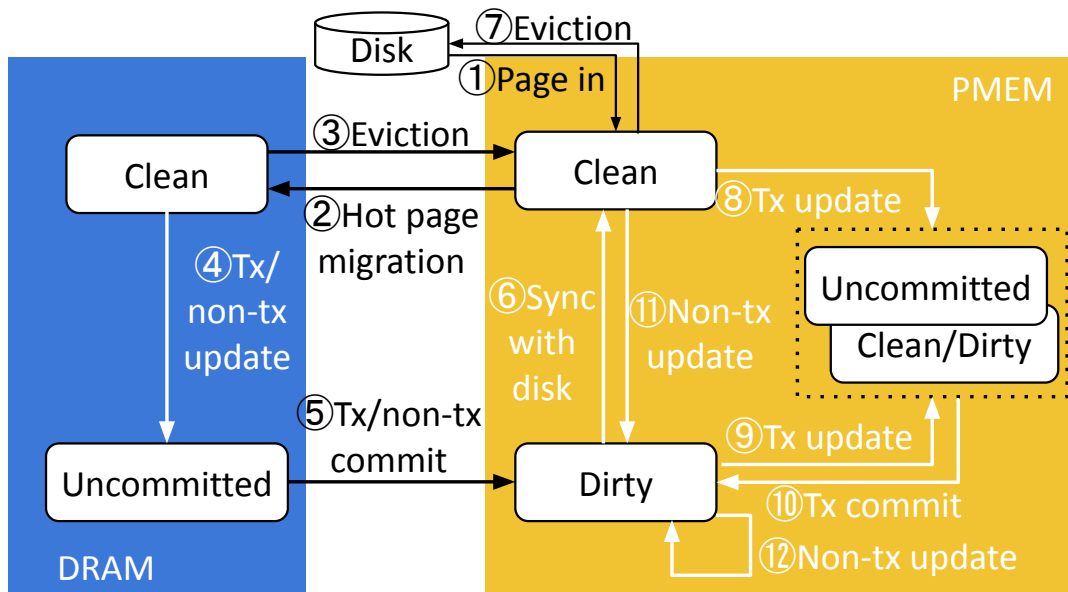 ⑦Eviction
Disk
①Page in
PMEM
③Eviction
Clean
Clean
⑧Tx update
②Hot page
migration
④Tx/
non-tx
update
⑥Sync
with
disk
⑪Non-tx
update
Uncommitted
Clean/Dirty
⑤Tx/non-tx
commit
⑨Tx update
Uncommitted
Dirty
⑩Tx commit
⑫Non-tx update
DRAM